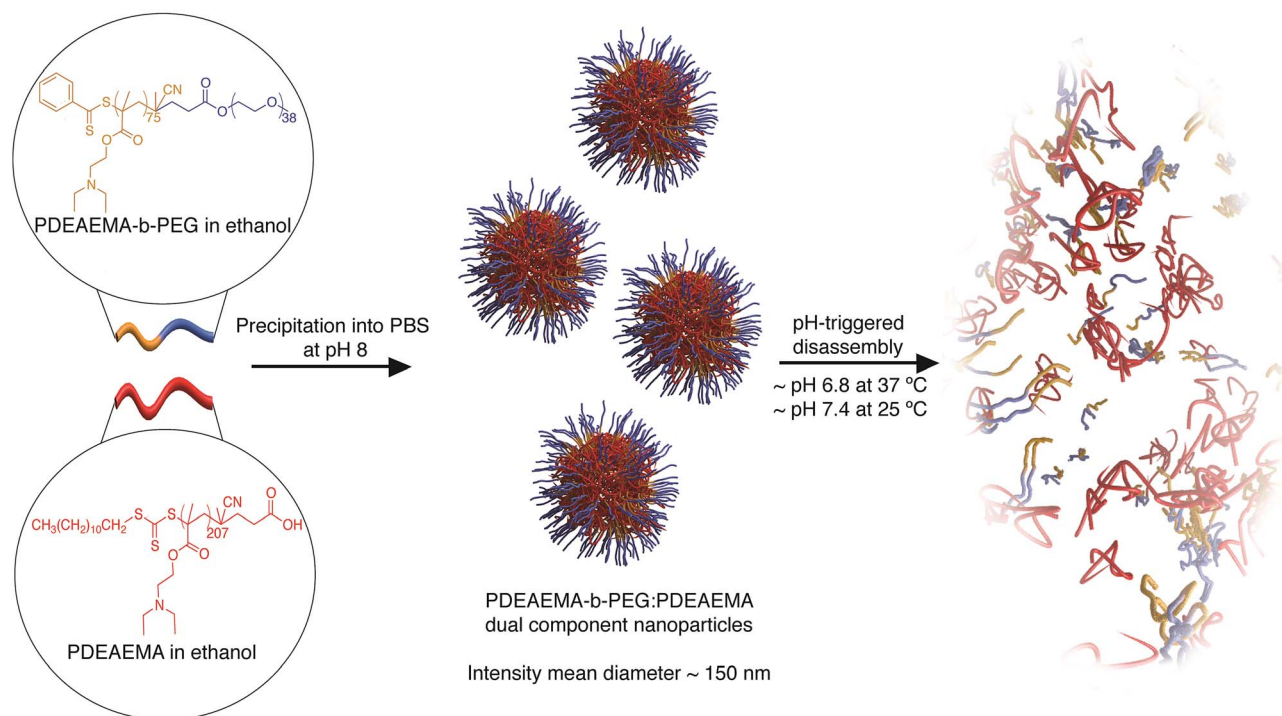 CN
O
S
S
75
O
O
38
S
O
O
N
PDEAEMA-b-PEG in ethanol
Precipitation into PBS
at pH 8
CN
O
CH3(CH2)10CH2
S
S
207
OH
S
O
O
N
PDEAEMA in ethanol
PDEAEMA-b-PEG:PDEAEMA
dual component nanoparticles
Intensity mean diameter ~ 150 nm
pH-triggered
disassembly
~ pH 6.8 at 37 ºC
~ pH 7.4 at 25 ºC